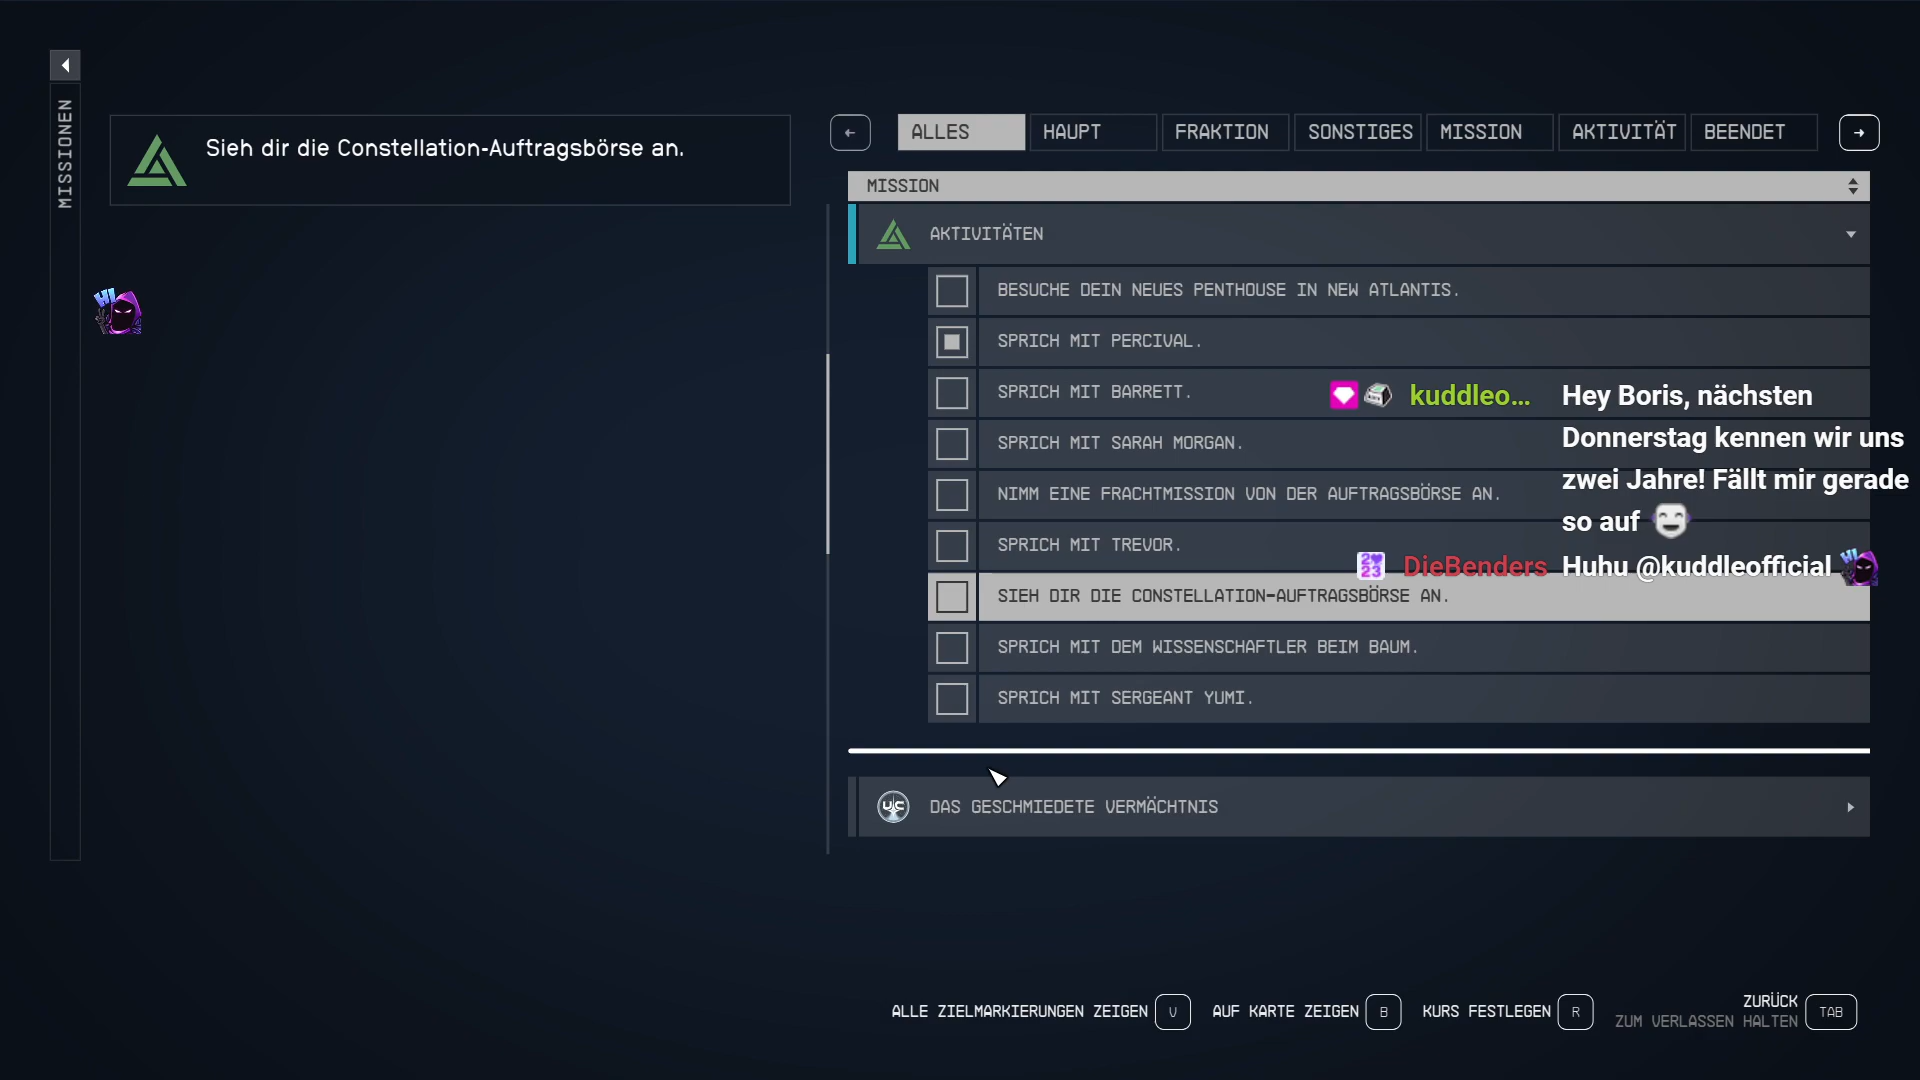 MISSIONEN
Sieh dir die Constellation-Auftragsbörse an.
HI
ALLES
HAUPT
FRAKTION
SONSTIGES
MISSION
AKTIVITÄT
BEENDET
MISSION
AKTIVITÄTEN
BESUCHE DEIN NEUES PENTHOUSE IN NEW ATLANTIS.
SPRICH MIT PERCIVAL.
SPRICH MIT BARRETT.
SPRICH MIT SARAH MORGAN.
NIMM EINE FRACHTMISSION VON DER AUFTRAGSBÖRSE AN.
SPRICH MIT TREVOR.
SIEH DIR DIE CONSTELLATION-AUFTRAGSBÖRSE AN.
SPRICH MIT DEM WISSENSCHAFTLER BEIM BAUM.
SPRICH MIT SERGEANT YUMI.
UC
DAS GESCHMIEDETE VERMÄCHTNIS
kuddleo... Hey Boris, nächsten
Donnerstag kennen wir uns
zwei Jahre! Fällt mir gerade
so auf
2023 DieBenders Huhu @kuddleofficial HI
ALLE ZIELMARKIERUNGEN ZEIGEN V
AUF KARTE ZEIGEN B
KURS FESTLEGEN R
ZURÜCK
ZUM VERLASSEN HALTEN TAB